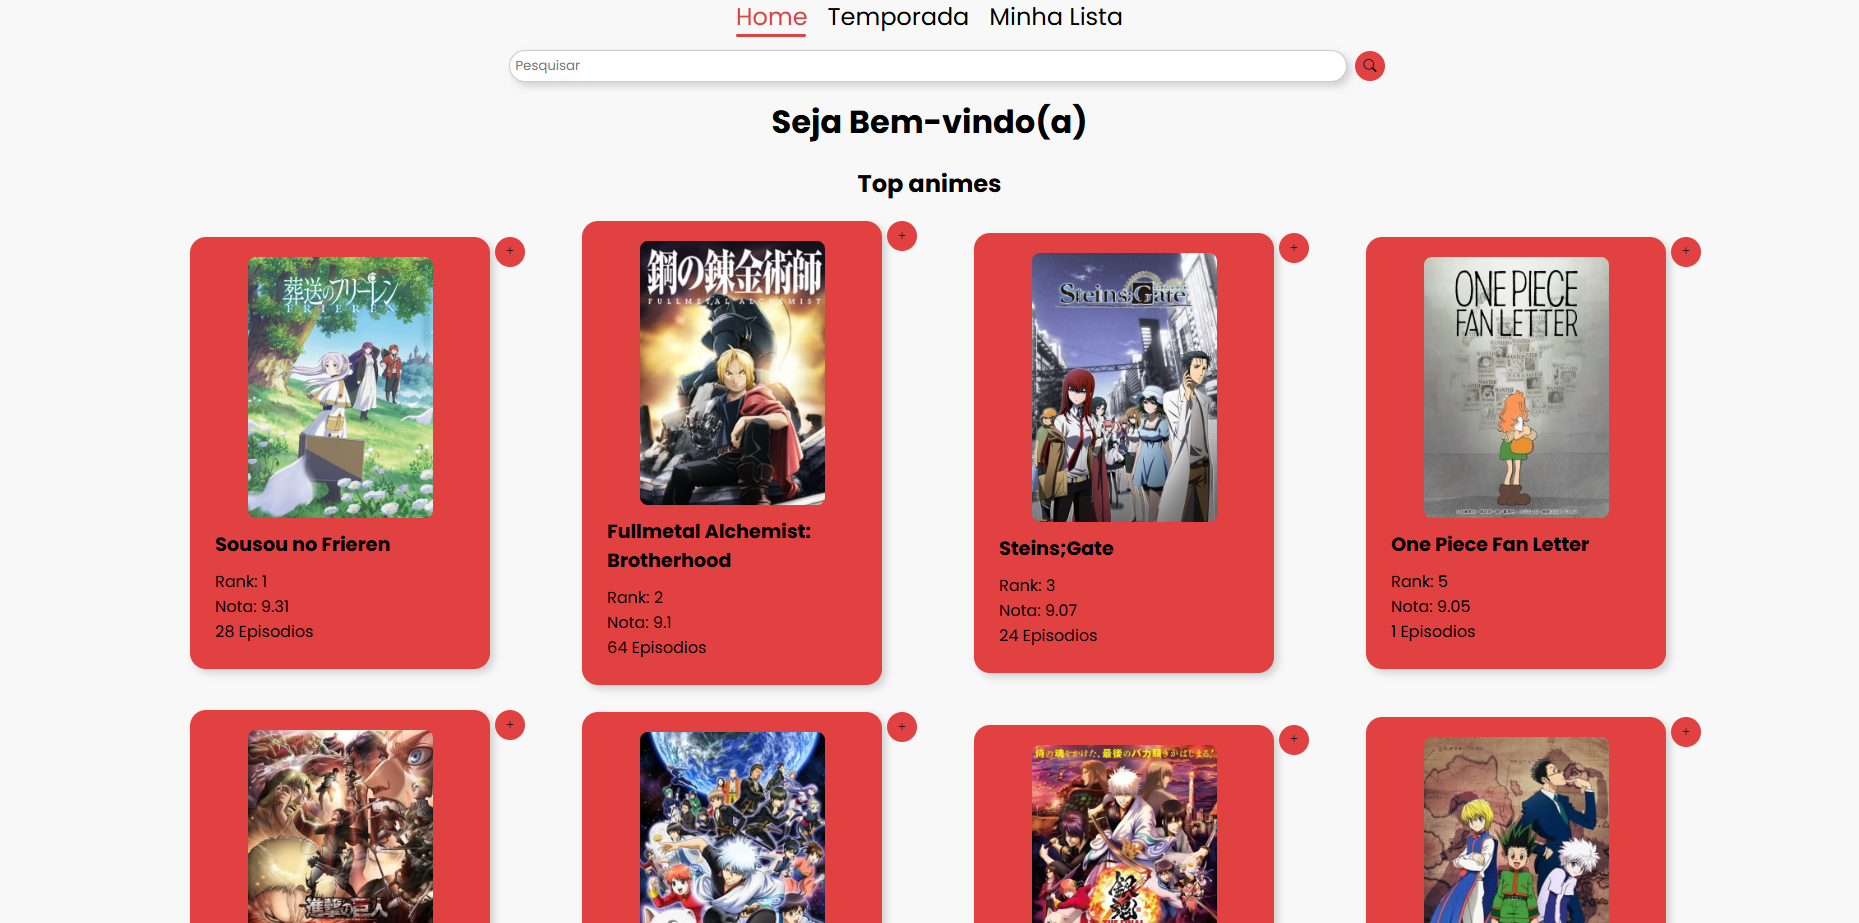 Home Temporada Minha Lista
Pesquisar
Seja Bem-vindo(a)
Top animes
+
葬送のフリーレン
FRIEREN
Sousou no Frieren
Rank: 1
Nota: 9.31
28 Episodios
+
鋼の錬金術師
FULLMETAL ALCHEMIST
Fullmetal Alchemist:
Brotherhood
Rank: 2
Nota: 9.1
64 Episodios
+
Steins;Gate
Steins;Gate
Rank: 3
Nota: 9.07
24 Episodios
+
ONE PIECE
FAN LETTER
WANTED
One Piece Fan Letter
Rank: 5
Nota: 9.05
1 Episodios
+
進撃の巨人
+
+
侍の魂をかけた、最後のバカ騒ぎがはじまる!
銀魂
THE FINAL
+